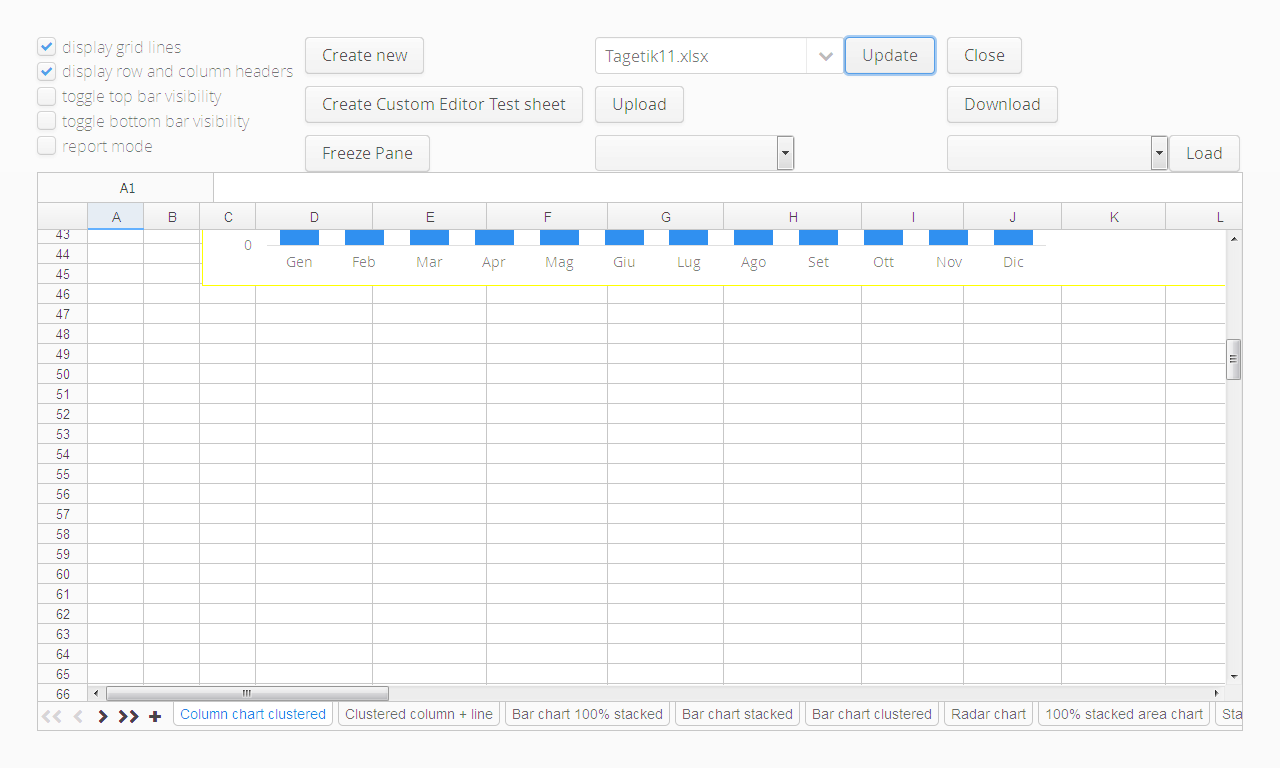 display grid lines
display row and column headers
toggle top bar visibility
toggle bottom bar visibility
report mode
Create new
Tagetik11.xlsx
Update
Close
Create Custom Editor Test sheet
Upload
Download
Freeze Pane
Load
A1
A B C D E F G H I J K L
43
44
45
46
47
48
49
50
51
52
53
54
55
56
57
58
59
60
61
62
63
64
65
66
0
Gen Feb Mar Apr Mag Giu Lug Ago Set Ott Nov Dic
Column chart clustered
Clustered column + line
Bar chart 100% stacked
Bar chart stacked
Bar chart clustered
Radar chart
100% stacked area chart
Sta